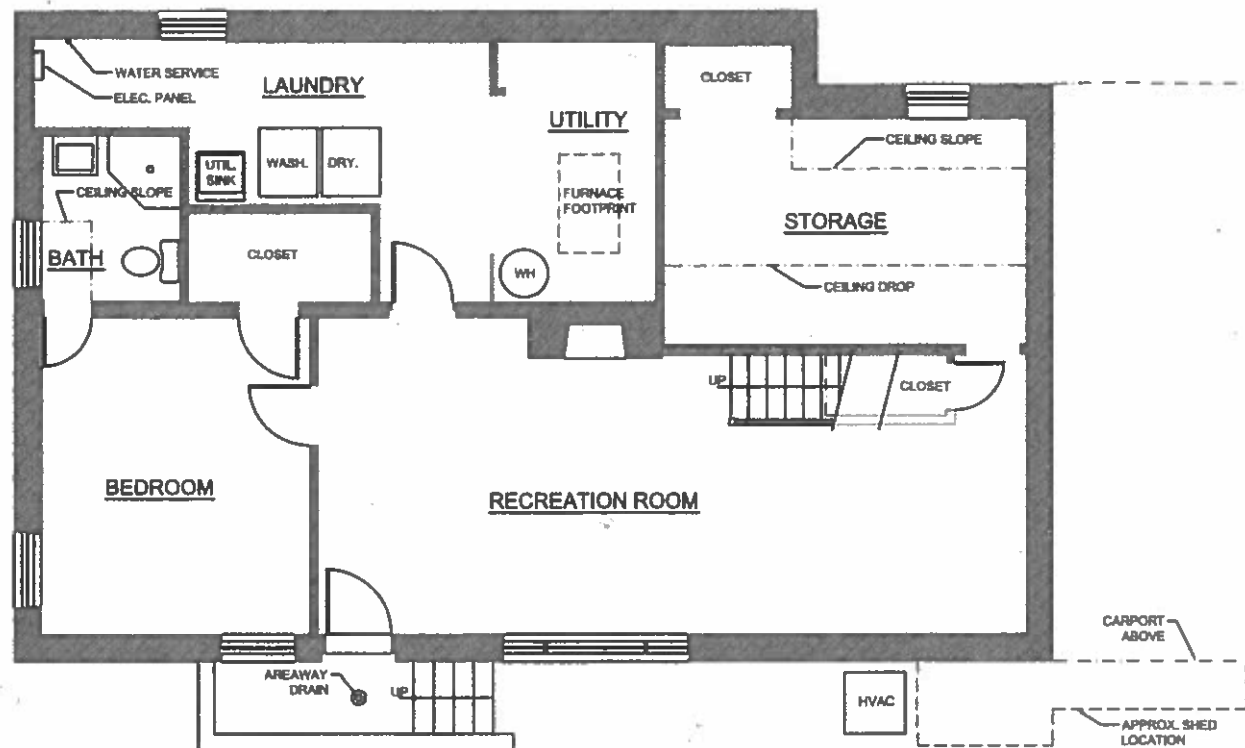 WATER SERVICE
ELEC. PANEL
LAUNDRY
CLOSET
UTILITY
CEILING SLOPE
UTIL.
SINK
WASH.
DRY.
CEILING SLOPE
FURNACE
FOOTPRINT
STORAGE
BATH
CLOSET
WH
CEILING DROP
UP
CLOSET
BEDROOM
RECREATION ROOM
CARPORT
ABOVE
AREAWAY
DRAIN
UP
HVAC
APPROX. SHED
LOCATION